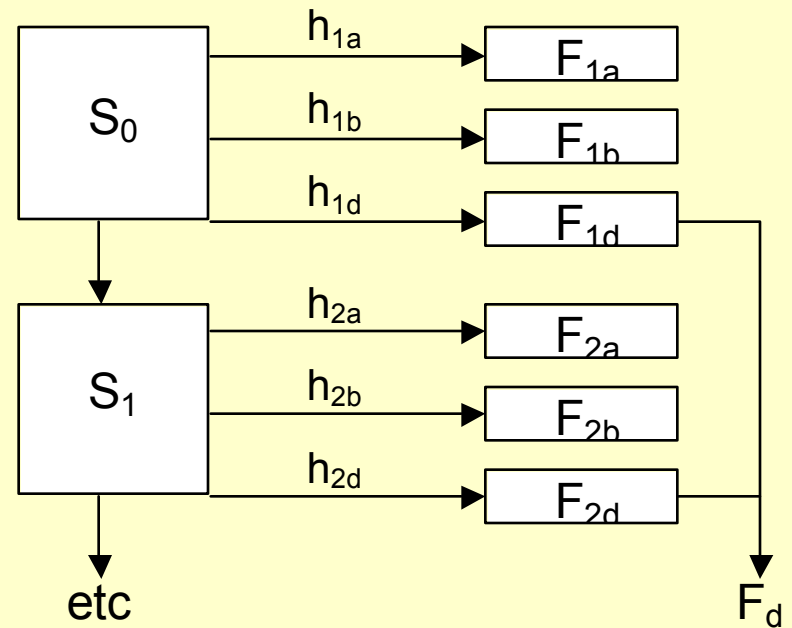 h1a
F1a
S0
h1b
F1b
h1d
F1d
h2a
F2a
S1
h2b
F2b
h2d
F2d
etc
Fd